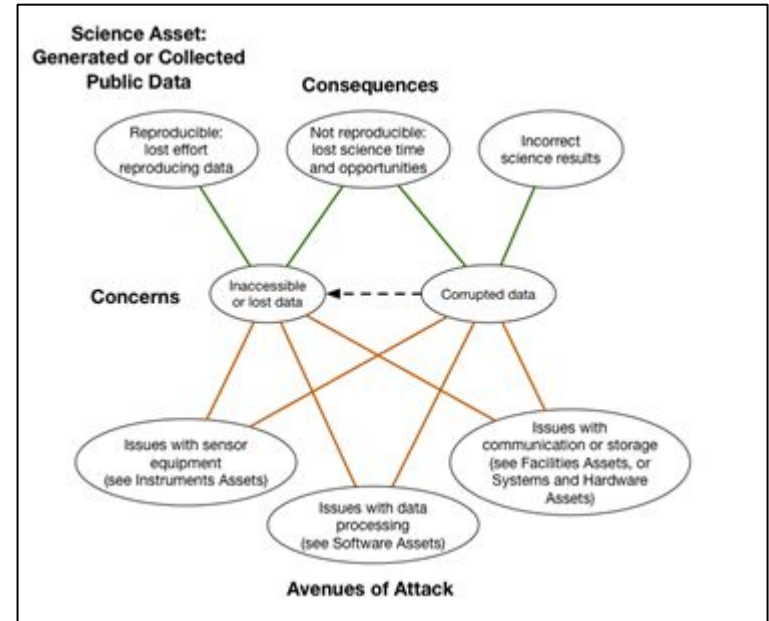 Science Asset:
Generated or Collected
Public Data
Consequences
Reproducible:
lost effort
reproducing data
Not reproducible:
lost science time
and opportunities
Incorrect
science results
Concerns
Inaccessible
or lost data
Corrupted data
Issues with sensor
equipment
(see Instruments Assets)
Issues with data
processing
(see Software Assets)
Issues with
communication or storage
(see Facilities Assets, or
Systems and Hardware
Assets)
Avenues of Attack